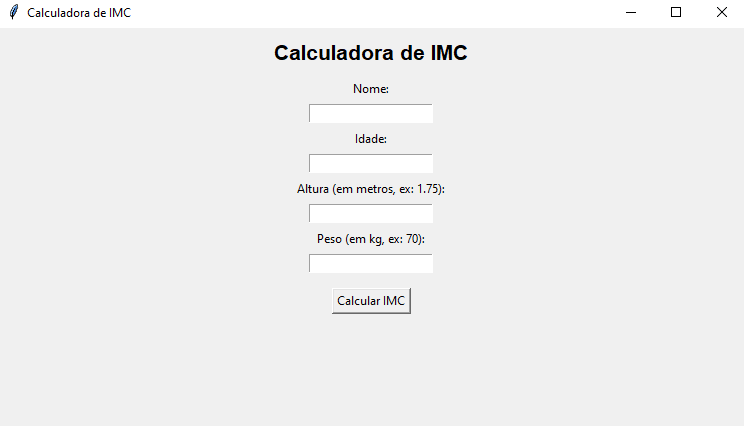 Calculadora de IMC
Calculadora de IMC
Nome:
Idade:
Altura (em metros, ex: 1.75):
Peso (em kg, ex: 70):
Calcular IMC